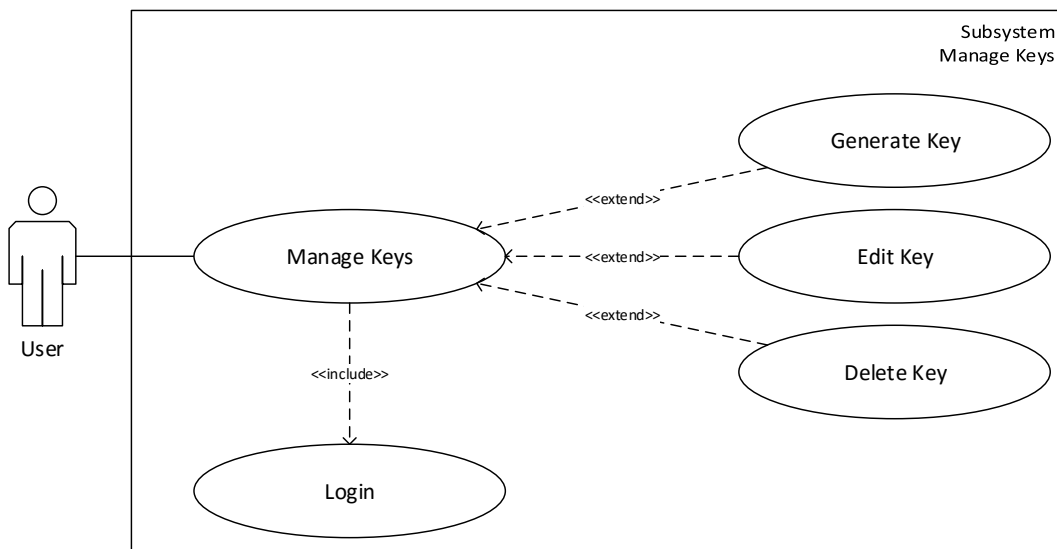 Subsystem
Manage Keys
Generate Key
<<extend>>
Manage Keys
<<extend>>
Edit Key
<<extend>>
User
<<include>>
Delete Key
Login